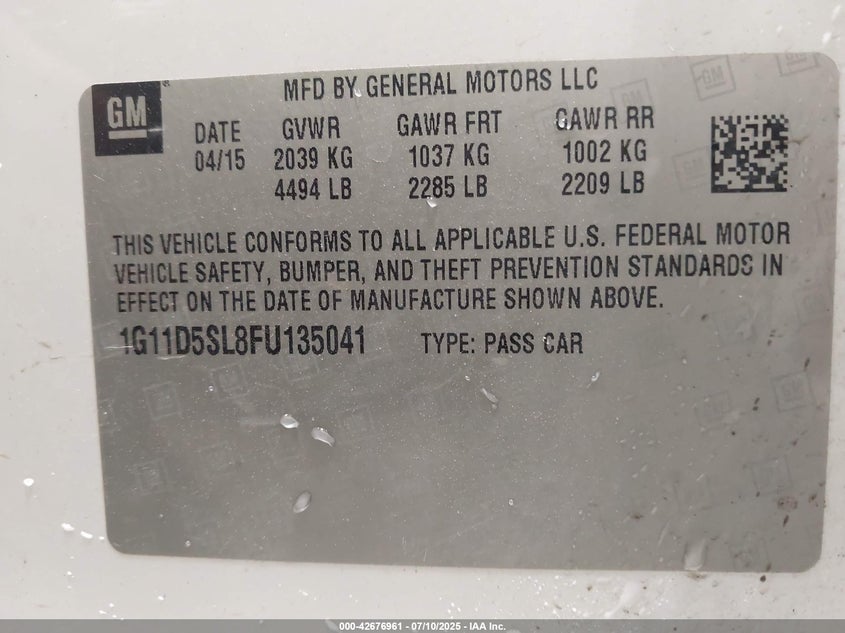 GM
MFD BY GENERAL MOTORS LLC
DATE GVWR GAWR FRT GAWR RR
04/15 2039 KG 1037 KG 1002 KG
4494 LB 2285 LB 2209 LB
THIS VEHICLE CONFORMS TO ALL APPLICABLE U.S. FEDERAL MOTOR
VEHICLE SAFETY, BUMPER, AND THEFT PREVENTION STANDARDS IN
EFFECT ON THE DATE OF MANUFACTURE SHOWN ABOVE.
1G11D5SL8FU135041 TYPE: PASS CAR
000-42676961 - 07/10/2025 - IAA Inc.